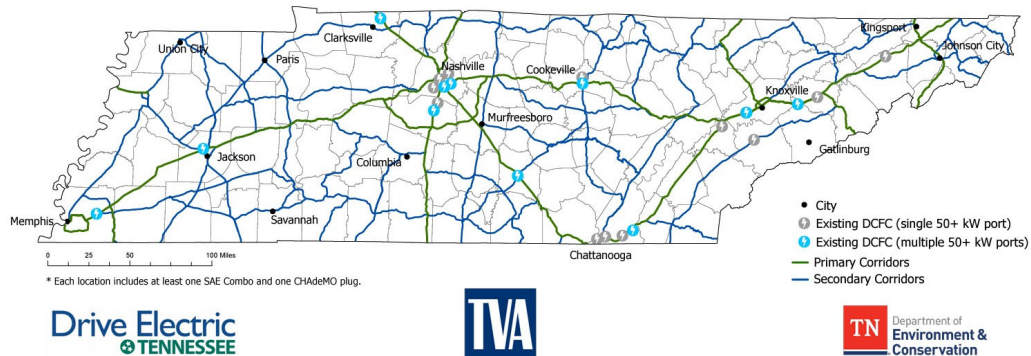 Union City
Clarksville
Kingsport
Johnson City
Paris
Nashville
Cookeville
Knoxville
Murfreesboro
Gatlinburg
Jackson
Columbia
Memphis
Savannah
Chattanooga
City
Existing DCFC (single 50+ kW port)
Existing DCFC (multiple 50+ kW ports)
Primary Corridors
Secondary Corridors
0 25 50 100 Miles
* Each location includes at least one SAE Combo and one CHAdeMO plug.
Drive Electric
TENNESSEE
TVA
TN
Department of
Environment &
Conservation